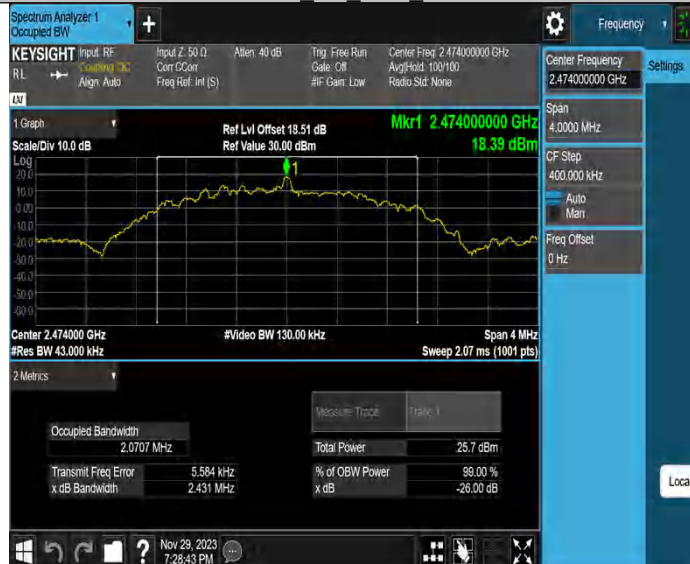 Spectrum Analyzer 1
Occupied BW
Frequency
KEYSIGHT Input: RF
Coupling: DC
Align: Auto
RL
Input Z: 50 Ω
Corr CCorr
Freq Ref: Int (S)
Atten: 40 dB
Trig: Free Run
Gate: Off
#IF Gain: Low
Center Freq: 2.474000000 GHz
Avg|Hold: 100/100
Radio Std: None
LXI
Center Frequency
2.474000000 GHz
Settings
Span
4.0000 MHz
CF Step
400.000 kHz
Auto
Man
Freq Offset
0 Hz
1 Graph
Scale/Div 10.0 dB
Ref Lvl Offset 18.51 dB
Ref Value 30.00 dBm
Mkr1 2.474000000 GHz
18.39 dBm
Log
20.0
10.0
0.00
-10.0
-20.0
-30.0
-40.0
-50.0
-60.0
1
Center 2.474000 GHz
#Res BW 43.000 kHz
#Video BW 130.00 kHz
Span 4 MHz
Sweep 2.07 ms (1001 pts)
2 Metrics
Measure Trace
Trace 1
Occupied Bandwidth
2.0707 MHz
Total Power
25.7 dBm
Transmit Freq Error
5.584 kHz
% of OBW Power
99.00 %
x dB Bandwidth
2.431 MHz
x dB
-26.00 dB
Loca
Nov 29, 2023
7:28:43 PM